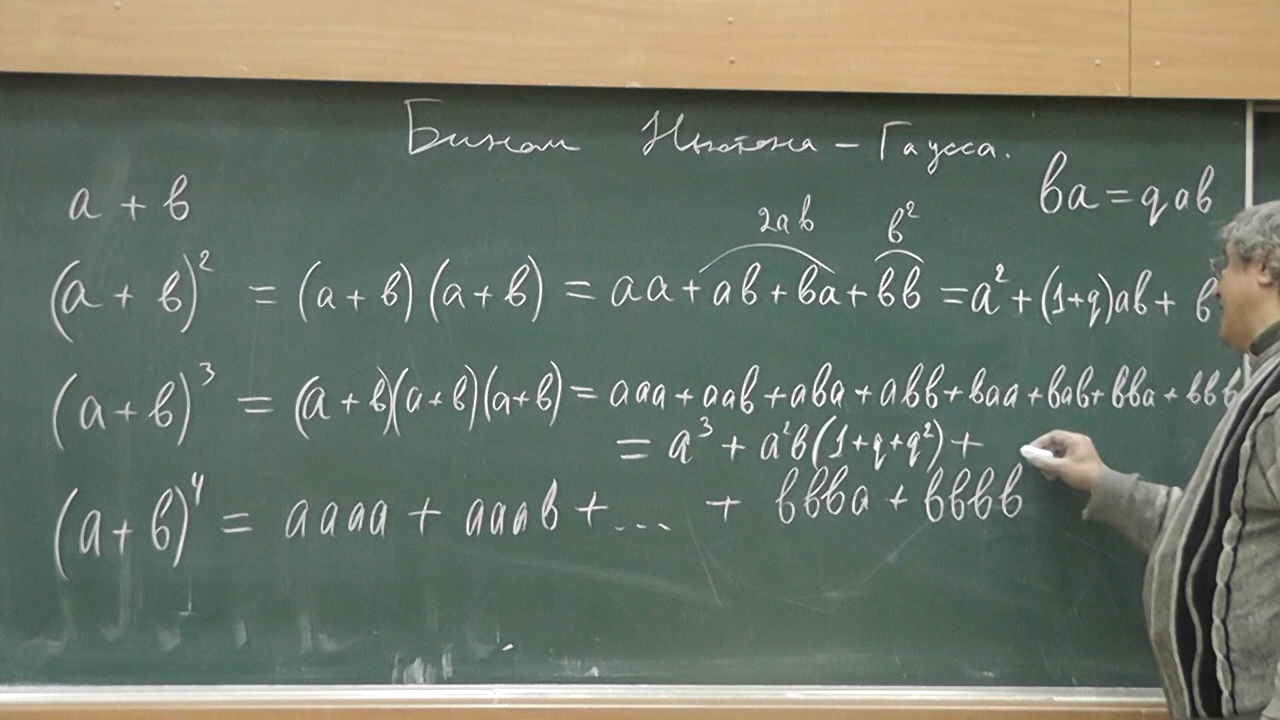 Бином Ньютона – Гаусса.
ва = qав
а + в
2ав в²
(а + в)² = (а + в)(а + в) = аа + ав + ва + вв = а² + (1+q)ав + в
(а + в)³ = (а + в)(а + в)(а + в) = ааа + аав + ава + авв + ваа + вав + вва + ввв
= а³ + а²в(1+q+q²) +
(а + в)⁴ = аааа + ааав + ... + ввва + вввв